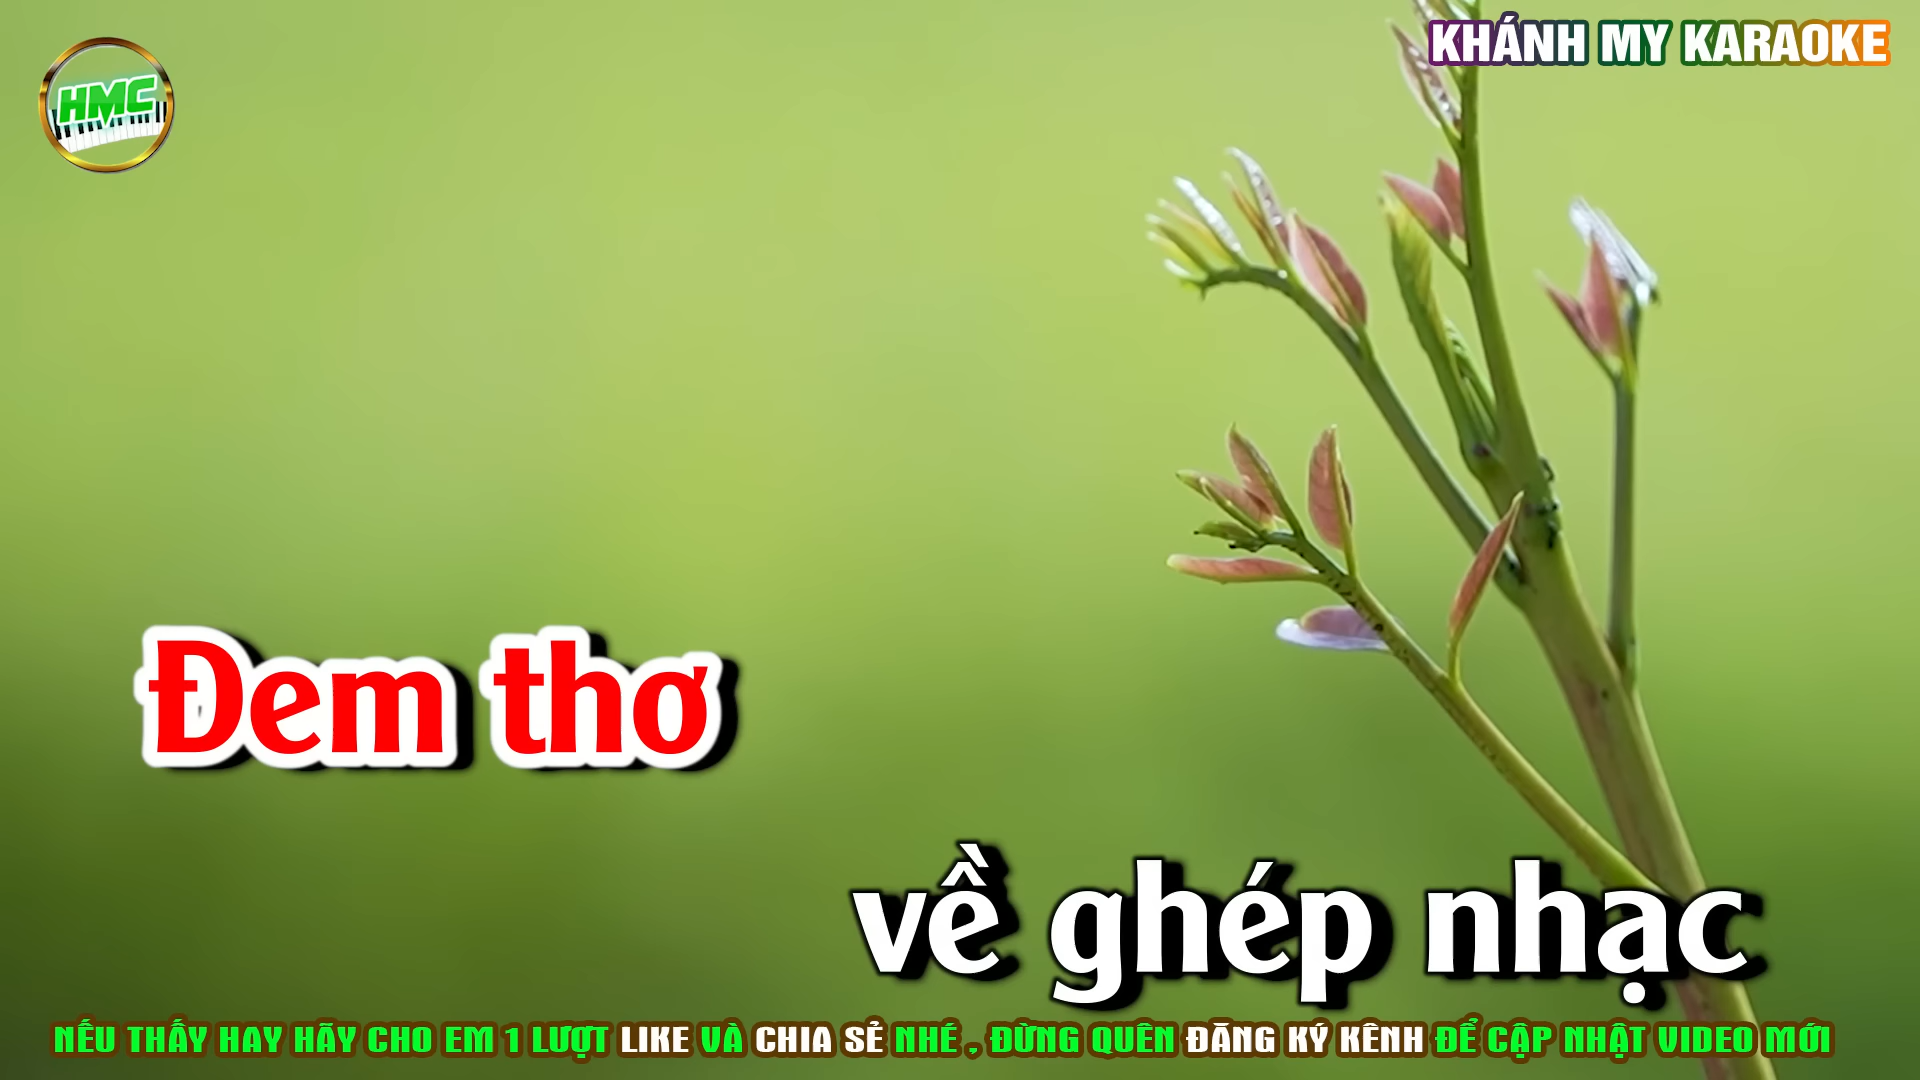 KHÁNH MY KARAOKE
HMC
Đem thơ
về ghép nhạc
NẾU THẤY HAY HÃY CHO EM 1 LƯỢT LIKE VÀ CHIA SẺ NHÉ , ĐỪNG QUÊN ĐĂNG KÝ KÊNH ĐỂ CẬP NHẬT VIDEO MỚI